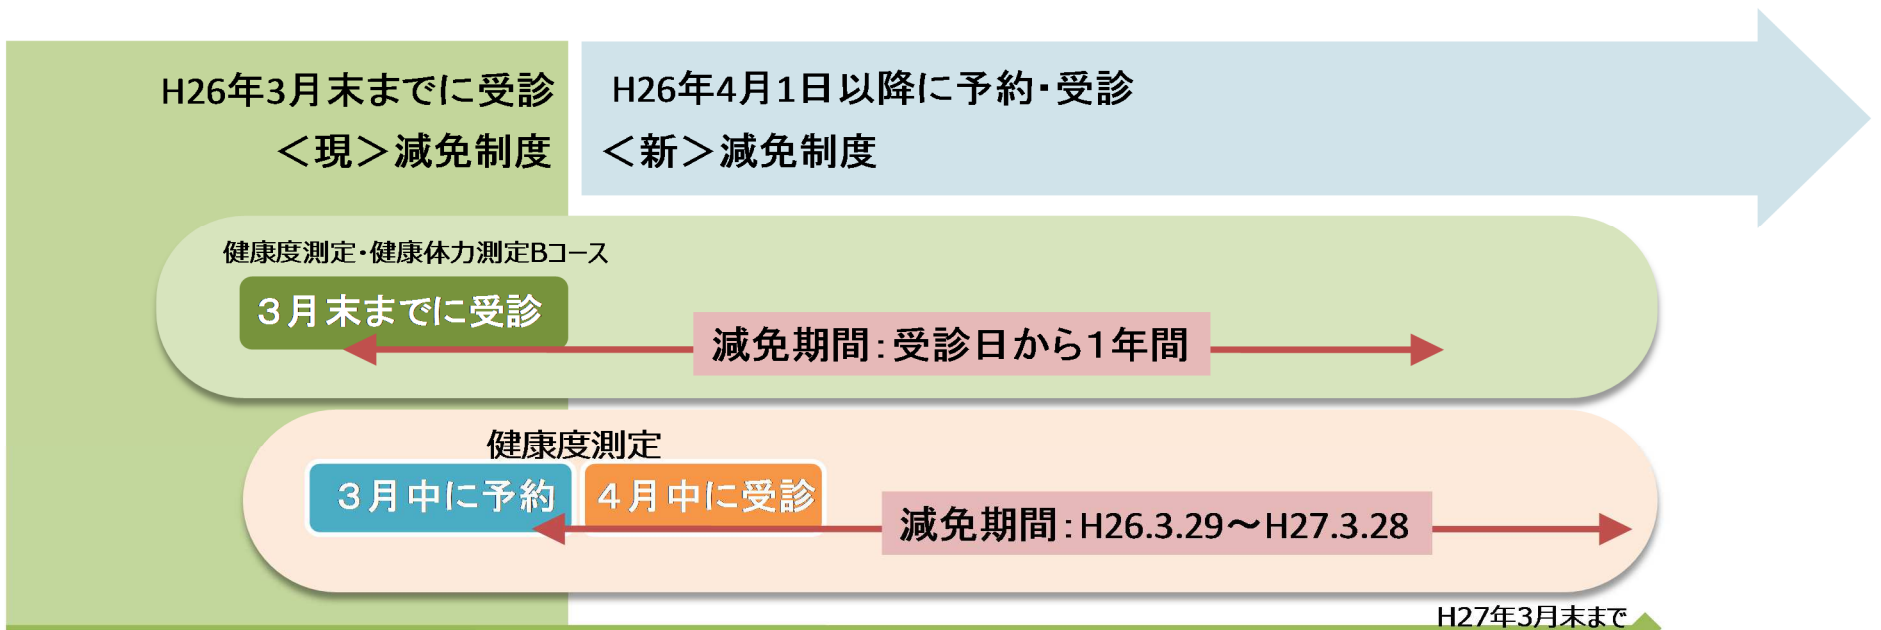 H26年3月末までに受診
＜現＞減免制度
H26年4月1日以降に予約・受診
＜新＞減免制度
健康度測定・健康体力測定Bコース
３月末までに受診
減免期間：受診日から１年間
健康度測定
３月中に予約
４月中に受診
減免期間：H26.3.29～H27.3.28
H27年3月末まで